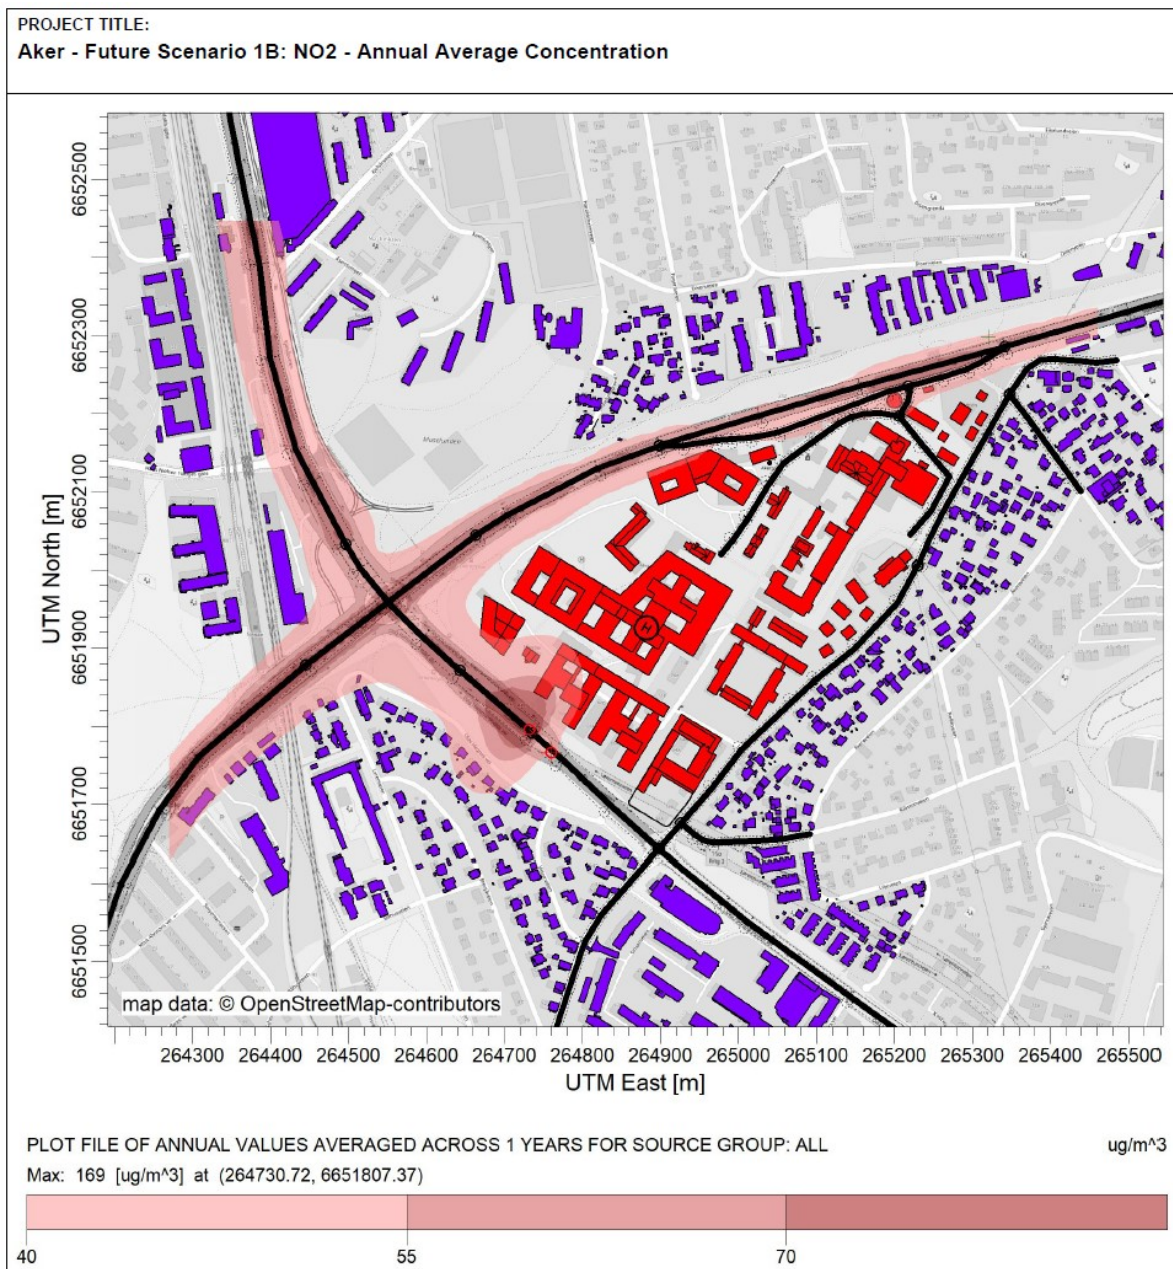 PROJECT TITLE:
Aker - Future Scenario 1B: NO2 - Annual Average Concentration
UTM North [m]
6652500
6652300
6652100
6651900
6651700
6651500
H
map data: © OpenStreetMap-contributors
264300 264400 264500 264600 264700 264800 264900 265000 265100 265200 265300 265400 265500
UTM East [m]
PLOT FILE OF ANNUAL VALUES AVERAGED ACROSS 1 YEARS FOR SOURCE GROUP: ALL ug/m^3
Max: 169 [ug/m^3] at (264730.72, 6651807.37)
40 55 70